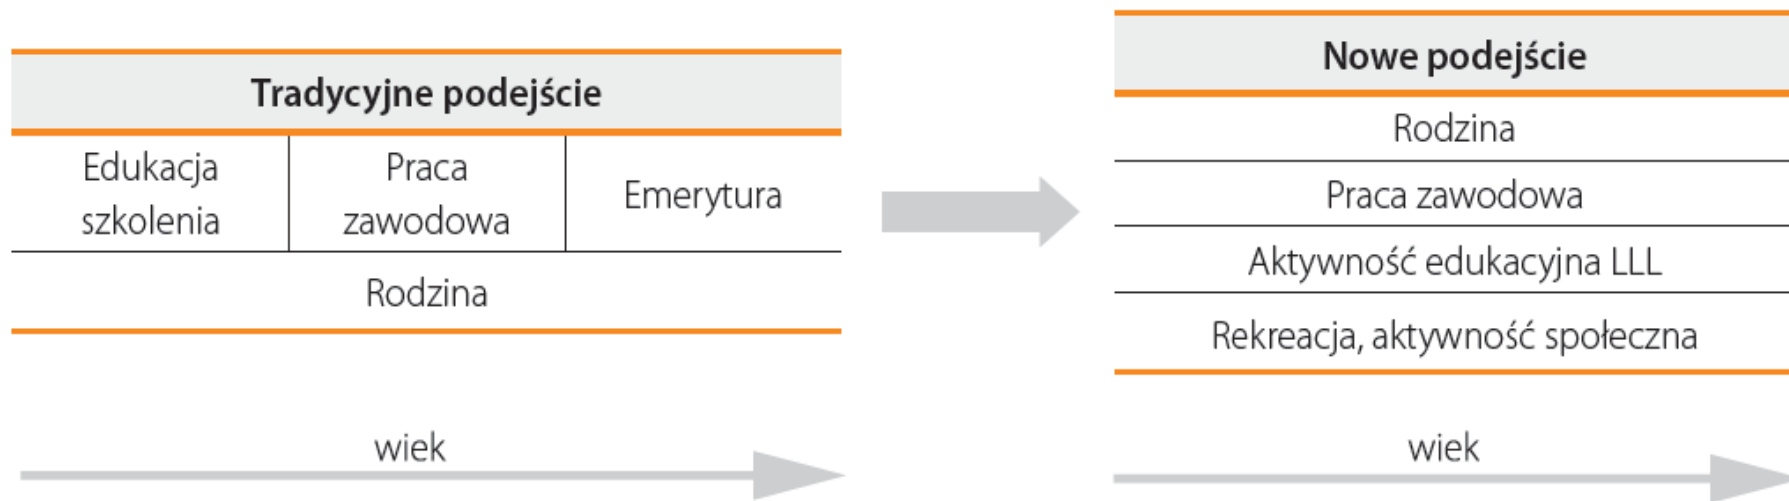 Tradycyjne podejście
Edukacja
szkolenia
Praca
zawodowa
Emerytura
Rodzina
wiek
Nowe podejście
Rodzina
Praca zawodowa
Aktywność edukacyjna LLL
Rekreacja, aktywność społeczna
wiek